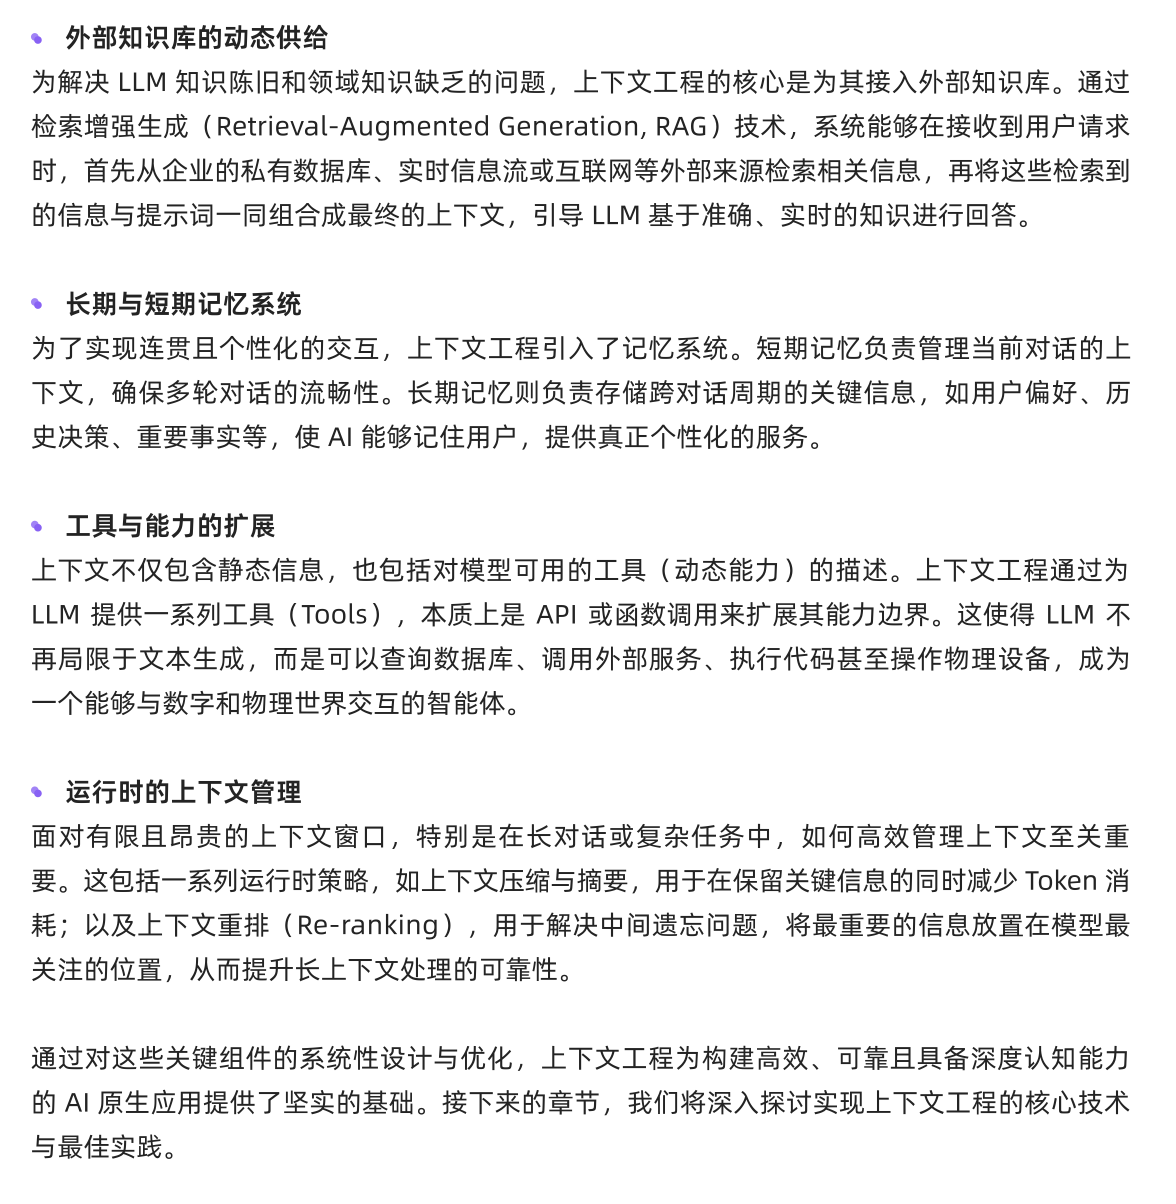 外部知识库的动态供给
为解决 LLM 知识陈旧和领域知识缺乏的问题，上下文工程的核心是为其接入外部知识库。通过
检索增强生成（Retrieval-Augmented Generation, RAG）技术，系统能够在接收到用户请求
时，首先从企业的私有数据库、实时信息流或互联网等外部来源检索相关信息，再将这些检索到
的信息与提示词一同组合成最终的上下文，引导 LLM 基于准确、实时的知识进行回答。
长期与短期记忆系统
为了实现连贯且个性化的交互，上下文工程引入了记忆系统。短期记忆负责管理当前对话的上
下文，确保多轮对话的流畅性。长期记忆则负责存储跨对话周期的关键信息，如用户偏好、历
史决策、重要事实等，使 AI 能够记住用户，提供真正个性化的服务。
工具与能力的扩展
上下文不仅包含静态信息，也包括对模型可用的工具（动态能力）的描述。上下文工程通过为
LLM 提供一系列工具（Tools），本质上是 API 或函数调用来扩展其能力边界。这使得 LLM 不
再局限于文本生成，而是可以查询数据库、调用外部服务、执行代码甚至操作物理设备，成为
一个能够与数字和物理世界交互的智能体。
运行时的上下文管理
面对有限且昂贵的上下文窗口，特别是在长对话或复杂任务中，如何高效管理上下文至关重
要。这包括一系列运行时策略，如上下文压缩与摘要，用于在保留关键信息的同时减少 Token 消
耗；以及上下文重排（Re-ranking），用于解决中间遗忘问题，将最重要的信息放置在模型最
关注的位置，从而提升长上下文处理的可靠性。
通过对这些关键组件的系统性设计与优化，上下文工程为构建高效、可靠且具备深度认知能力
的 AI 原生应用提供了坚实的基础。接下来的章节，我们将深入探讨实现上下文工程的核心技术
与最佳实践。